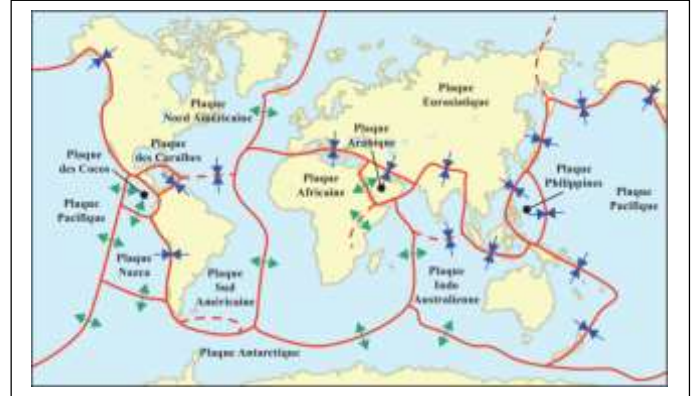 Plaque
Nord Américaine
Plaque
Eurasiatique
Plaque
des Caraïbes
Plaque
Arabique
Plaque
des Cocos
Plaque
Africaine
Plaque
Philippines
Plaque
Pacifique
Plaque
Pacifique
Plaque
Nazca
Plaque
Sud
Américaine
Plaque
Indo
Australienne
Plaque Antarctique